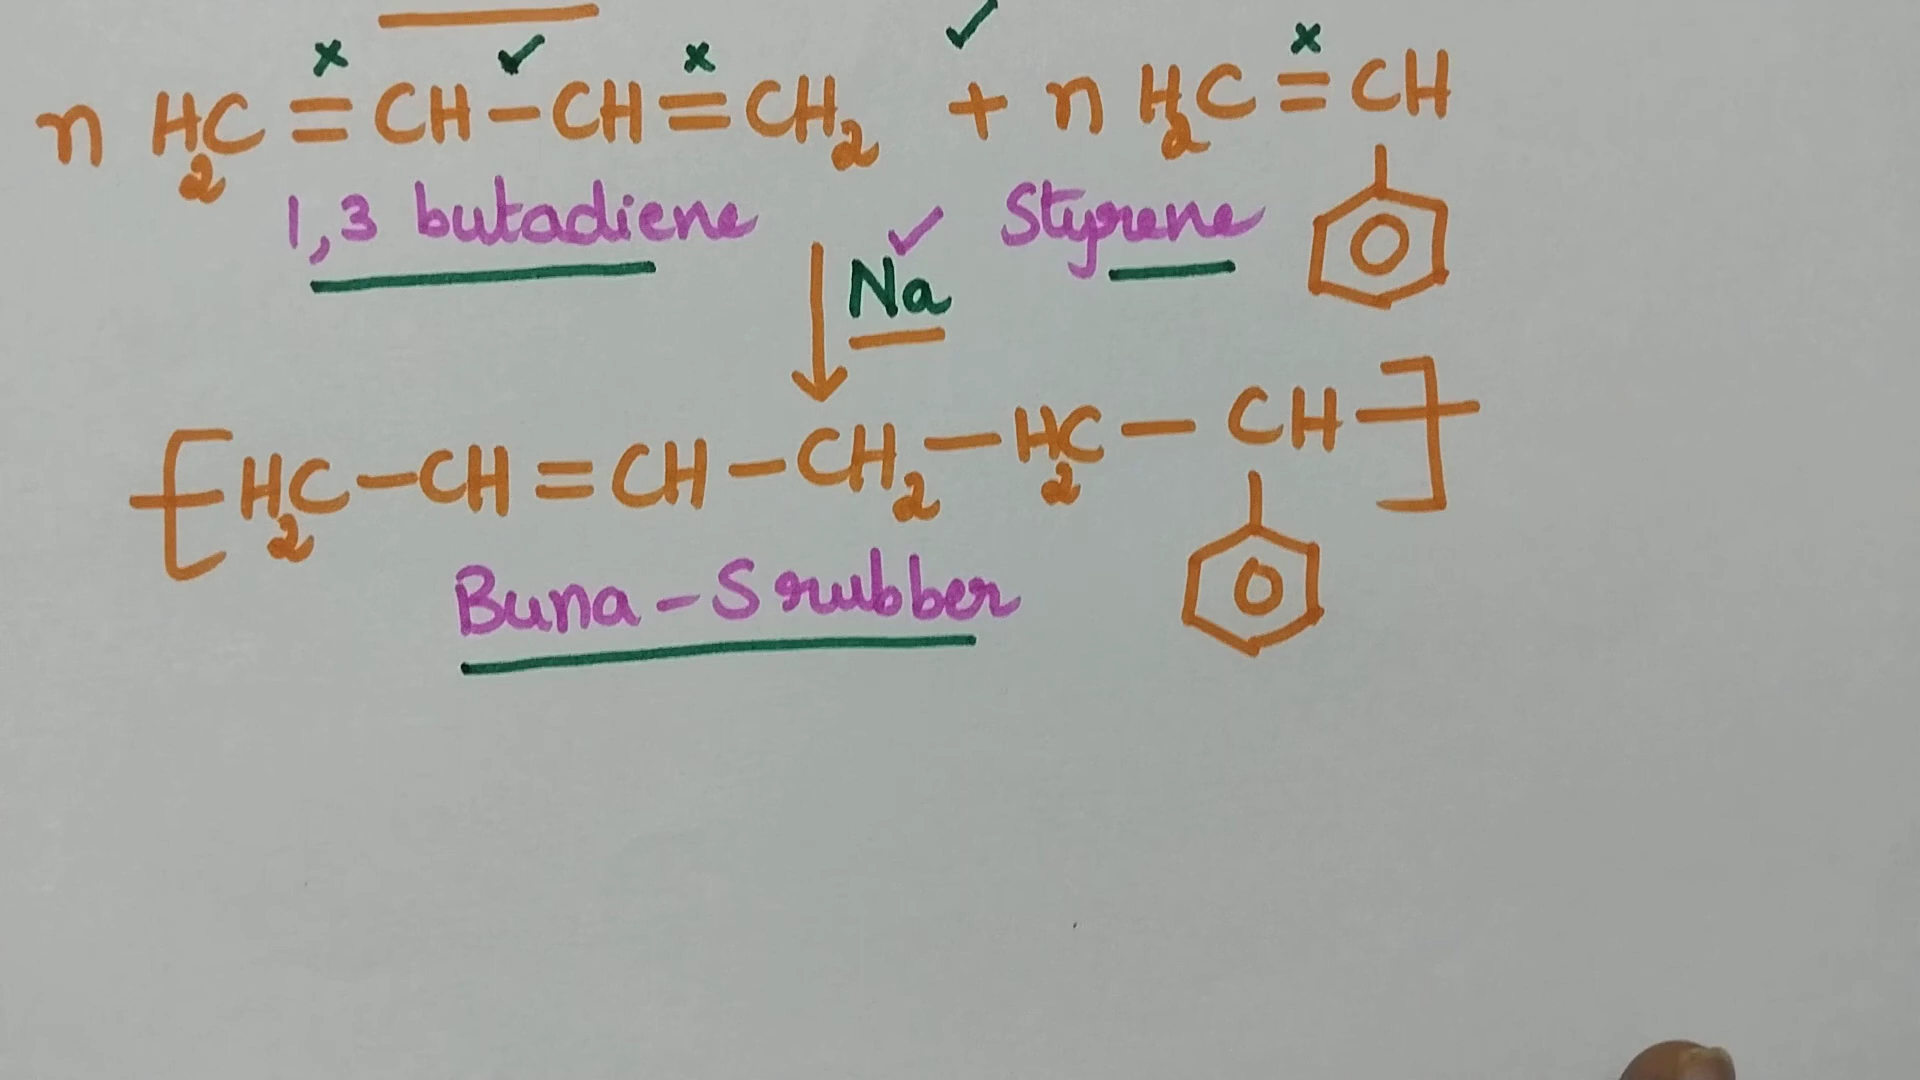 n H₂C = CH - CH = CH₂ + n H₂C = CH
1,3 butadiene Styrene
Na
[H₂C - CH = CH - CH₂ - H₂C - CH]
Buna - S rubber